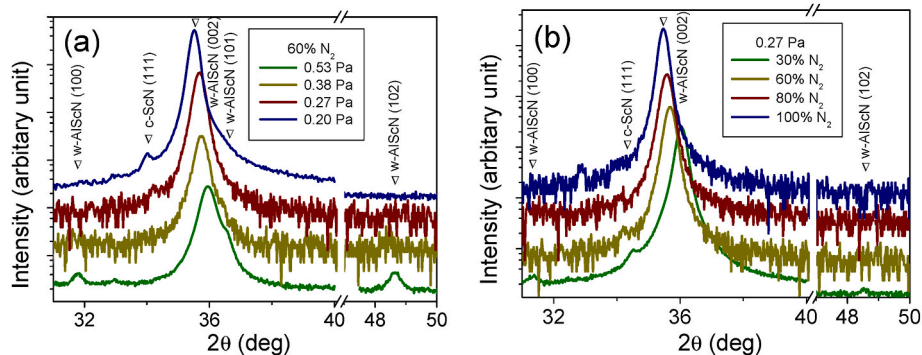 (a)
w-AlScN (100)
c-ScN (111)
w-AlScN (002)
w-AlScN (101)
w-AlScN (102)
60% N2
0.53 Pa
0.38 Pa
0.27 Pa
0.20 Pa
Intensity (arbitary unit)
32 36 40 48 50
2θ (deg)
(b)
w-AlScN (100)
c-ScN (111)
w-AlScN (002)
w-AlScN (102)
0.27 Pa
30% N2
60% N2
80% N2
100% N2
Intensity (arbitary unit)
32 36 40 46 48 50
2θ (deg)